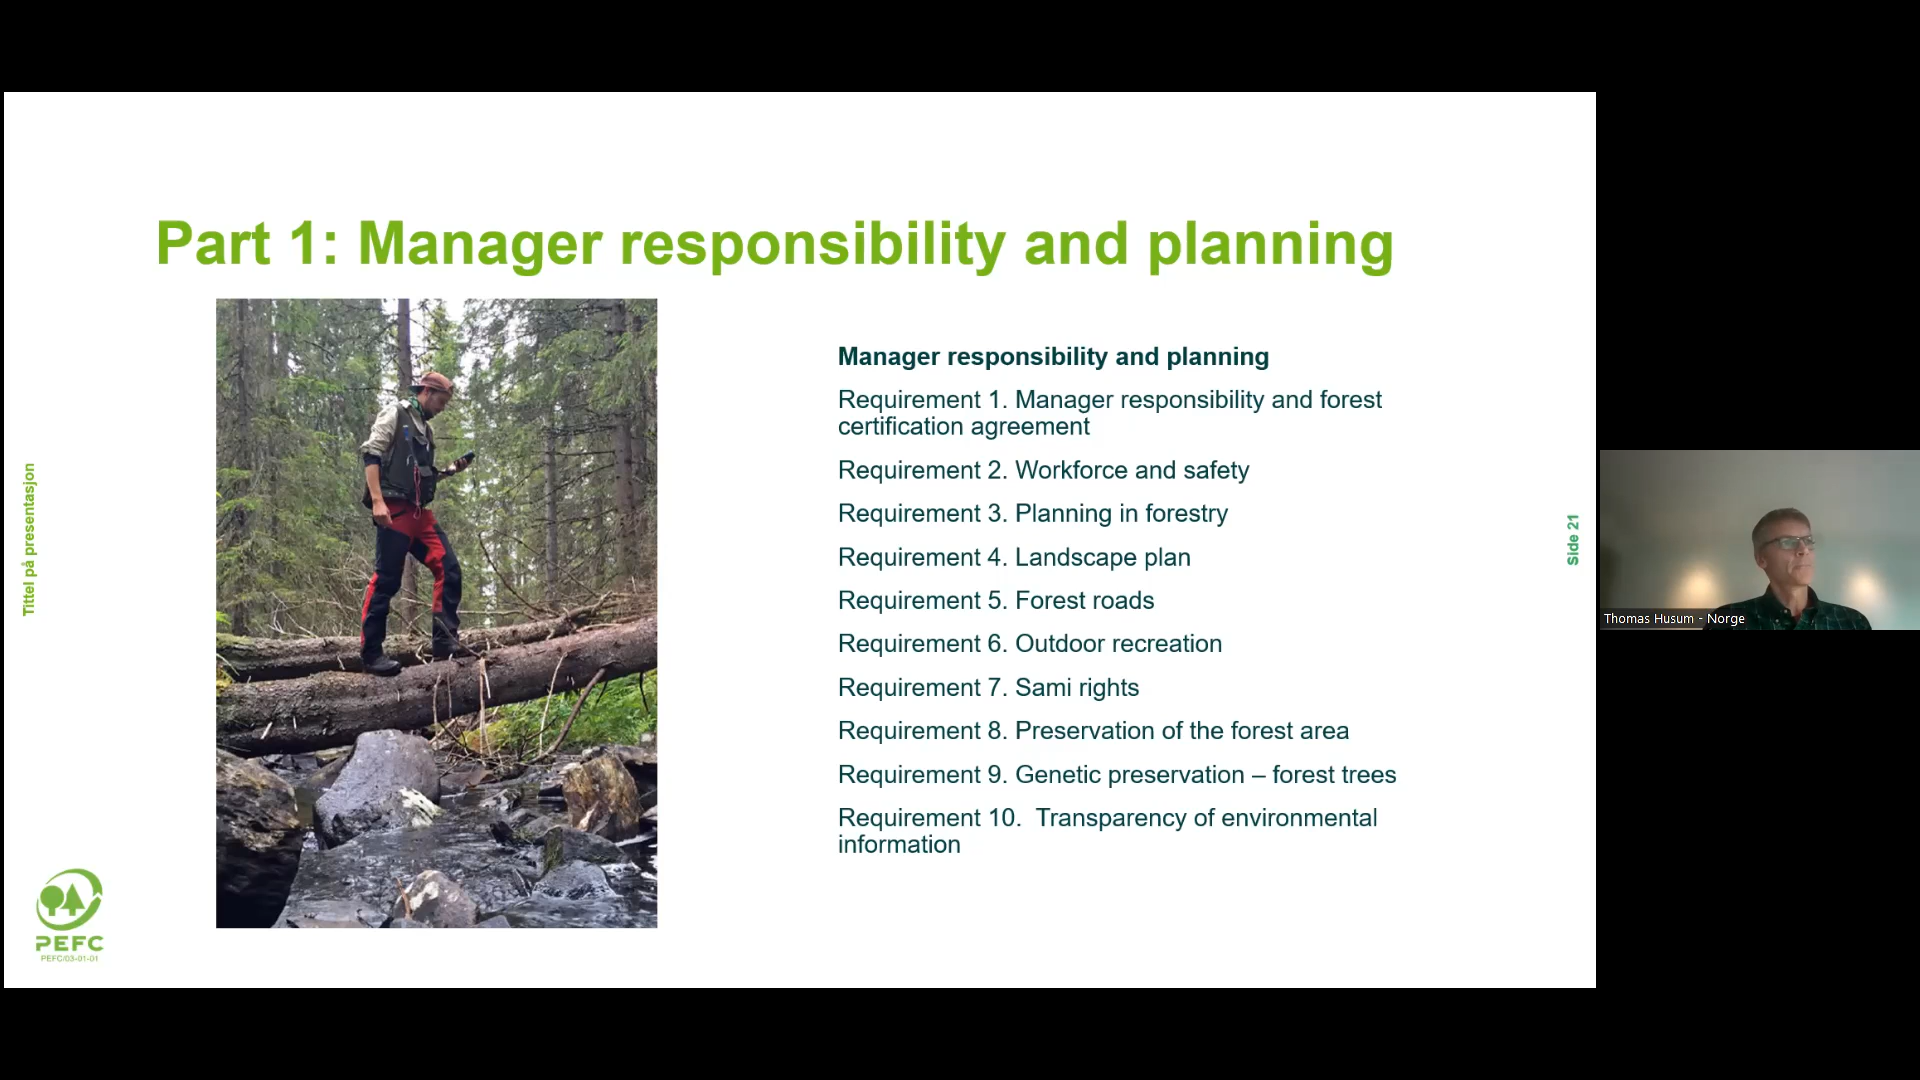 Part 1: Manager responsibility and planning
Manager responsibility and planning
Requirement 1. Manager responsibility and forest
certification agreement
Requirement 2. Workforce and safety
Requirement 3. Planning in forestry
Requirement 4. Landscape plan
Requirement 5. Forest roads
Requirement 6. Outdoor recreation
Requirement 7. Sami rights
Requirement 8. Preservation of the forest area
Requirement 9. Genetic preservation – forest trees
Requirement 10.  Transparency of environmental
information
Tittel på presentasjon
Side 21
PEFC
PEFC/03-01-01
Thomas Husum - Norge